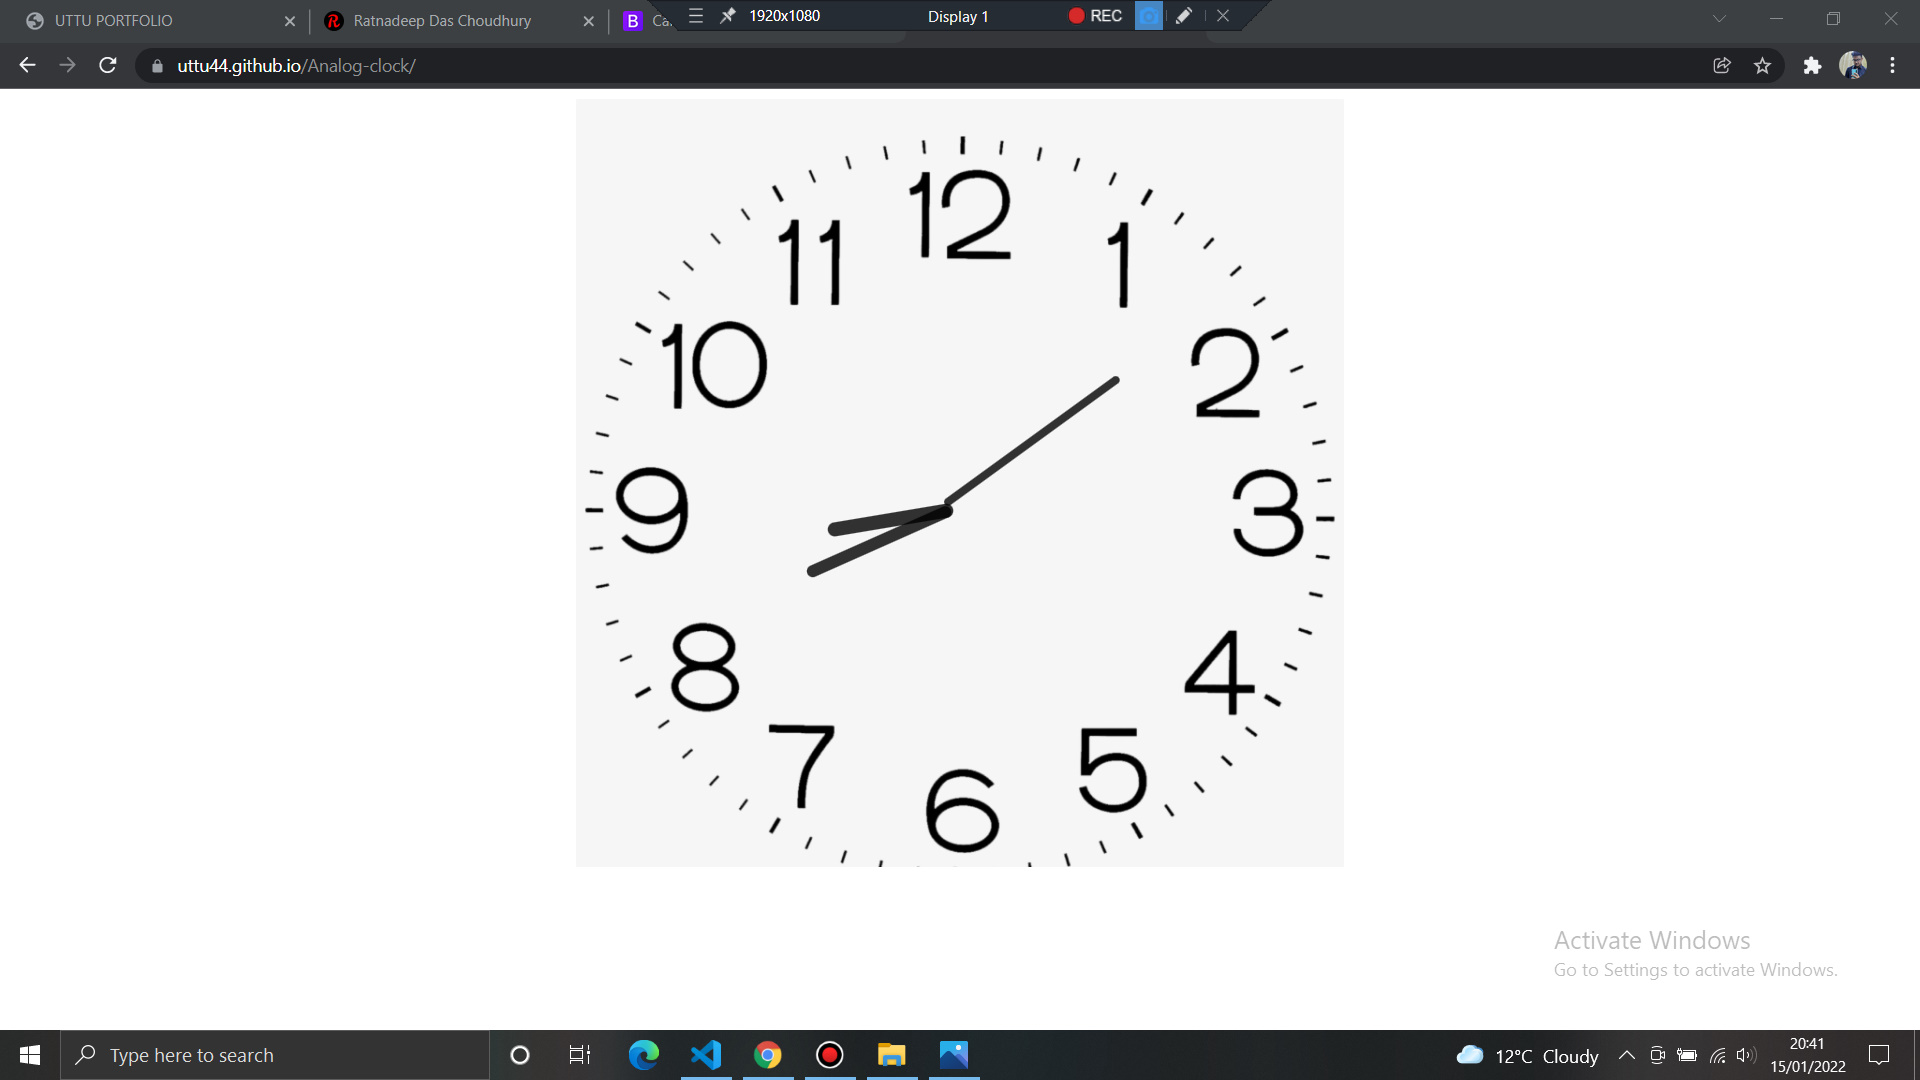 UTTU PORTFOLIO
Ratnadeep Das Choudhury
B
1920x1080
Display 1
REC
uttu44.github.io/Analog-clock/
12
11
1
10
2
9
3
8
4
7
5
6
Activate Windows
Go to Settings to activate Windows.
Type here to search
12°C Cloudy
20:41
15/01/2022